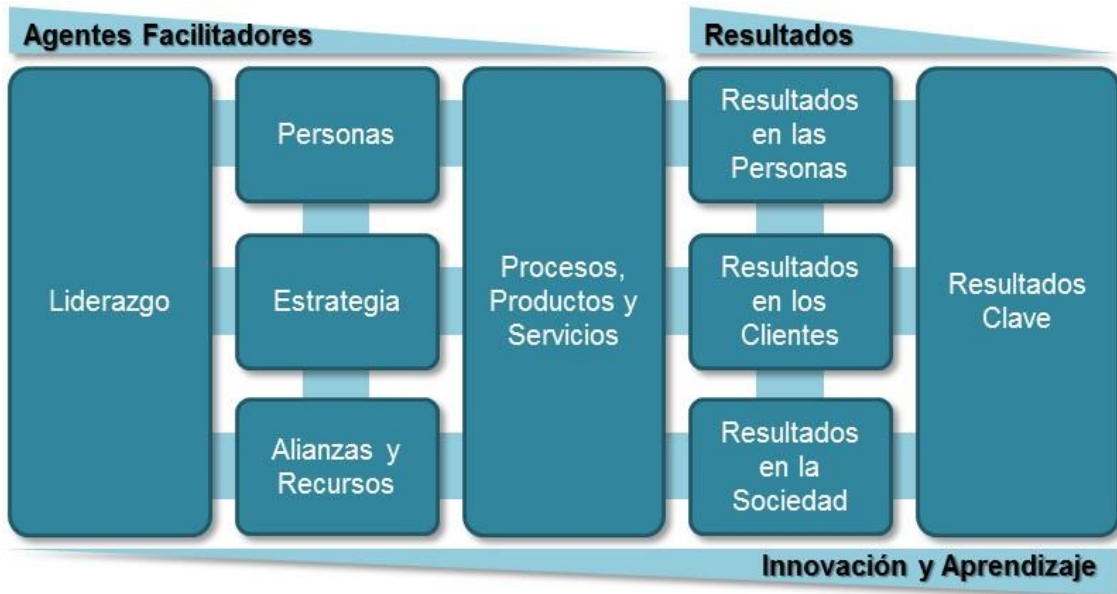 Agentes Facilitadores
Resultados
Liderazgo
Personas
Estrategia
Alianzas y
Recursos
Procesos,
Productos y
Servicios
Resultados
en las
Personas
Resultados
en los
Clientes
Resultados
en la
Sociedad
Resultados
Clave
Innovación y Aprendizaje